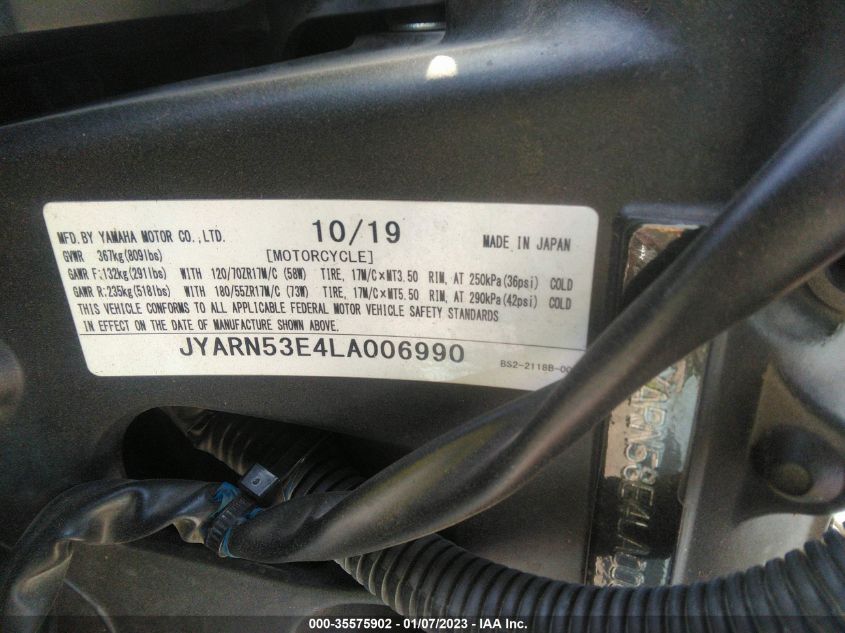 MFD.BY YAMAHA MOTOR CO.,LTD. 10/19 MADE IN JAPAN
GVWR 367kg(809lbs) [MOTORCYCLE]
GAWR F:132kg(291lbs) WITH 120/70ZR17M/C (58W) TIRE, 17M/C×MT3.50 RIM, AT 250kPa(36psi) COLD
GAWR R:235kg(518lbs) WITH 180/55ZR17M/C (73W) TIRE, 17M/C×MT5.50 RIM, AT 290kPa(42psi) COLD
THIS VEHICLE CONFORMS TO ALL APPLICABLE FEDERAL MOTOR VEHICLE SAFETY STANDARDS
IN EFFECT ON THE DATE OF MANUFACTURE SHOWN ABOVE.
JYARN53E4LA006990
BS2-2118B-00
000-35575902 - 01/07/2023 - © IAA Inc.